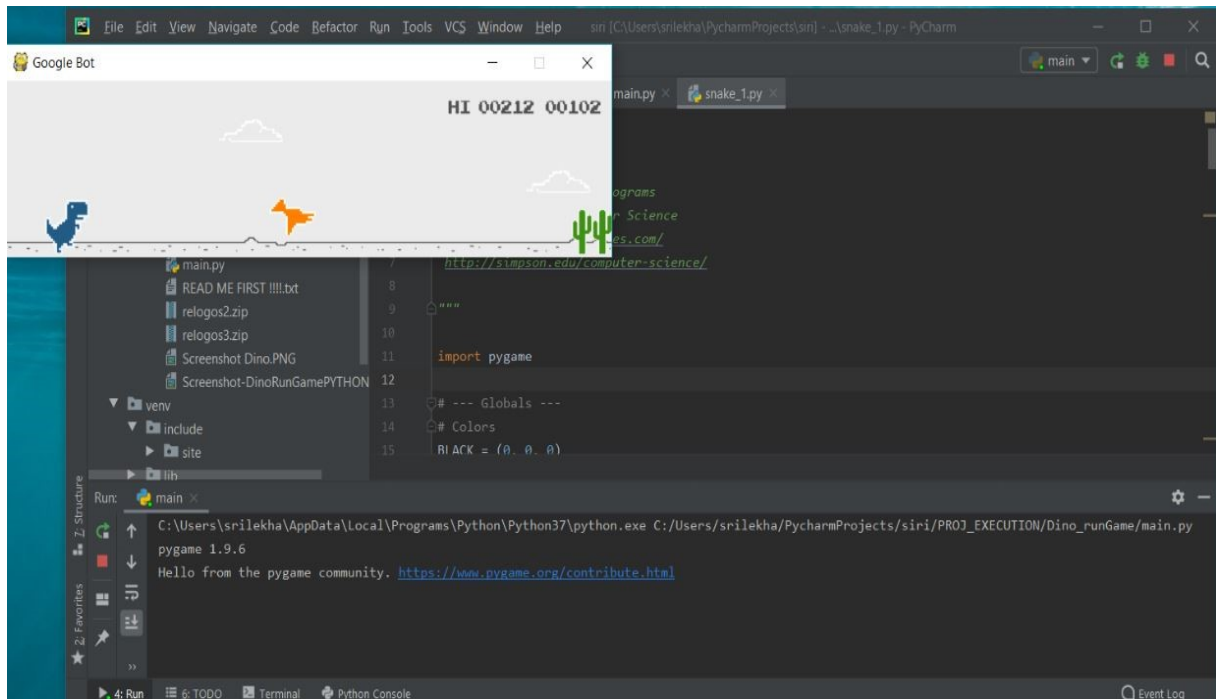 File Edit View Navigate Code Refactor Run Tools VCS Window Help siri [C:\Users\srilekha\PycharmProjects\siri] - ...\snake_1.py - PyCharm
Google Bot
main
main.py snake_1.py
HI 00212 00102
ograms
r Science
es.com/
7 http://simpson.edu/computer-science/
main.py
8
READ ME FIRST !!!!.txt
9 """
relogos2.zip
10
relogos3.zip
11 import pygame
Screenshot Dino.PNG
12
Screenshot-DinoRunGamePYTHON
13 # --- Globals ---
venv
14 # Colors
include
15 BLACK = (0, 0, 0)
site
lib
Run: main
C:\Users\srilekha\AppData\Local\Programs\Python\Python37\python.exe C:/Users/srilekha/PycharmProjects/siri/PROJ_EXECUTION/Dino_runGame/main.py
pygame 1.9.6
Hello from the pygame community. https://www.pygame.org/contribute.html
Z: Structure
2: Favorites
4: Run 6: TODO Terminal Python Console Event Log